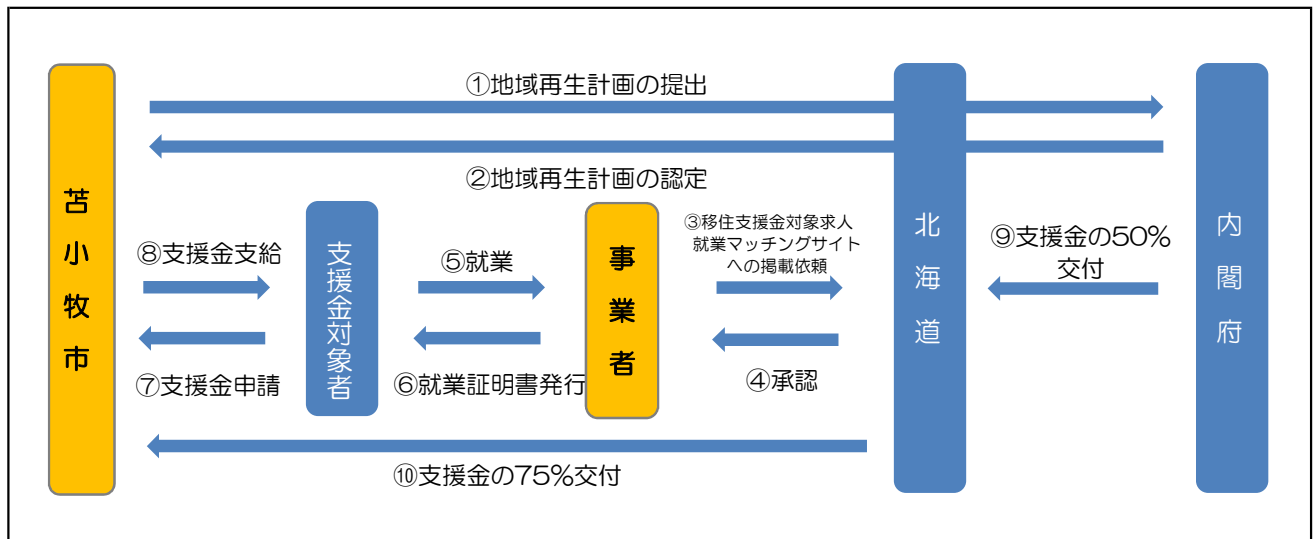 ①地域再生計画の提出
②地域再生計画の認定
苫小牧市
⑧支援金支給
⑦支援金申請
支援金対象者
⑤就業
⑥就業証明書発行
事業者
③移住支援金対象求人
就業マッチングサイト
への掲載依頼
④承認
北海道
⑨支援金の50%
交付
内閣府
⑩支援金の75%交付